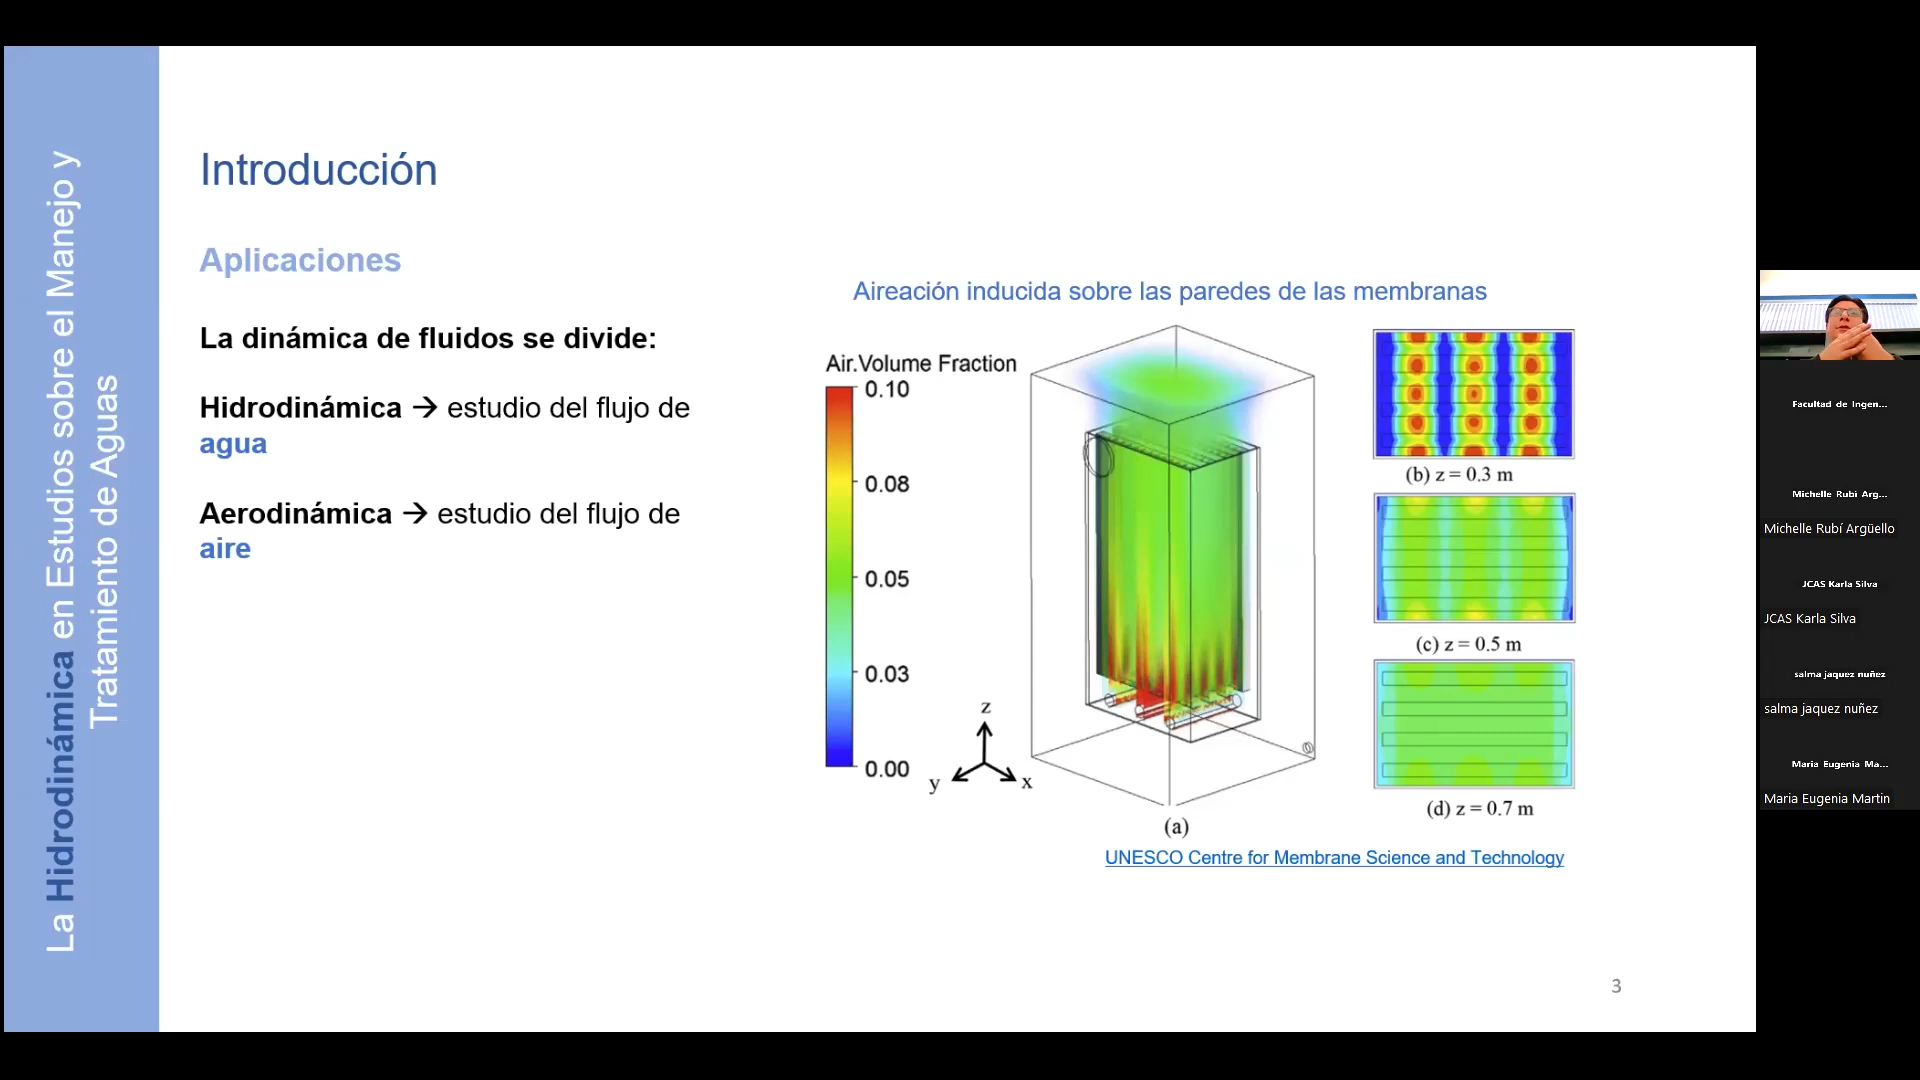 La Hidrodinámica en Estudios sobre el Manejo y
Tratamiento de Aguas
Introducción
Aplicaciones
La dinámica de fluidos se divide:
Hidrodinámica → estudio del flujo de
agua
Aerodinámica → estudio del flujo de
aire
Aireación inducida sobre las paredes de las membranas
Air.Volume Fraction
0.10
0.08
0.05
0.03
0.00
z
y
x
(a)
(b) z = 0.3 m
(c) z = 0.5 m
(d) z = 0.7 m
UNESCO Centre for Membrane Science and Technology
3
Facultad de Ingen...
Michelle Rubí Arg...
Michelle Rubí Argüello
JCAS Karla Silva
JCAS Karla Silva
salma jaquez nuñez
salma jaquez nuñez
Maria Eugenia Ma...
Maria Eugenia Martin